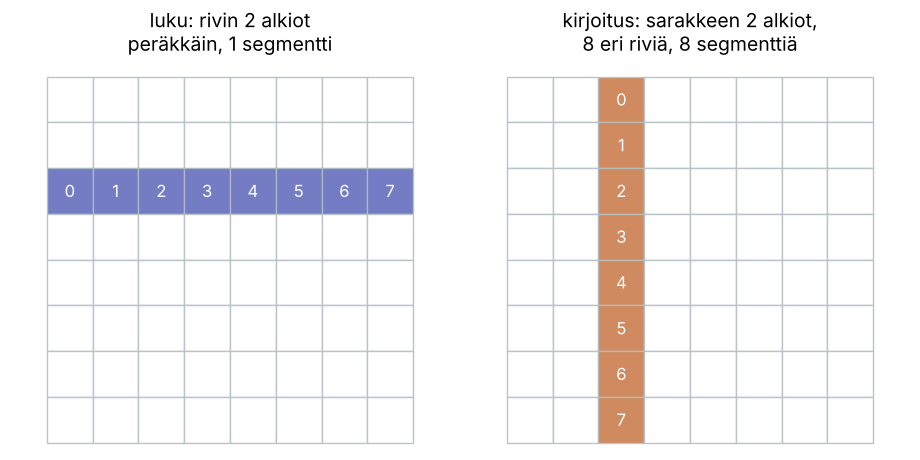 luku: rivin 2 alkiot
peräkkäin, 1 segmentti
0 1 2 3 4 5 6 7
kirjoitus: sarakkeen 2 alkiot,
8 eri riviä, 8 segmenttiä
0
1
2
3
4
5
6
7